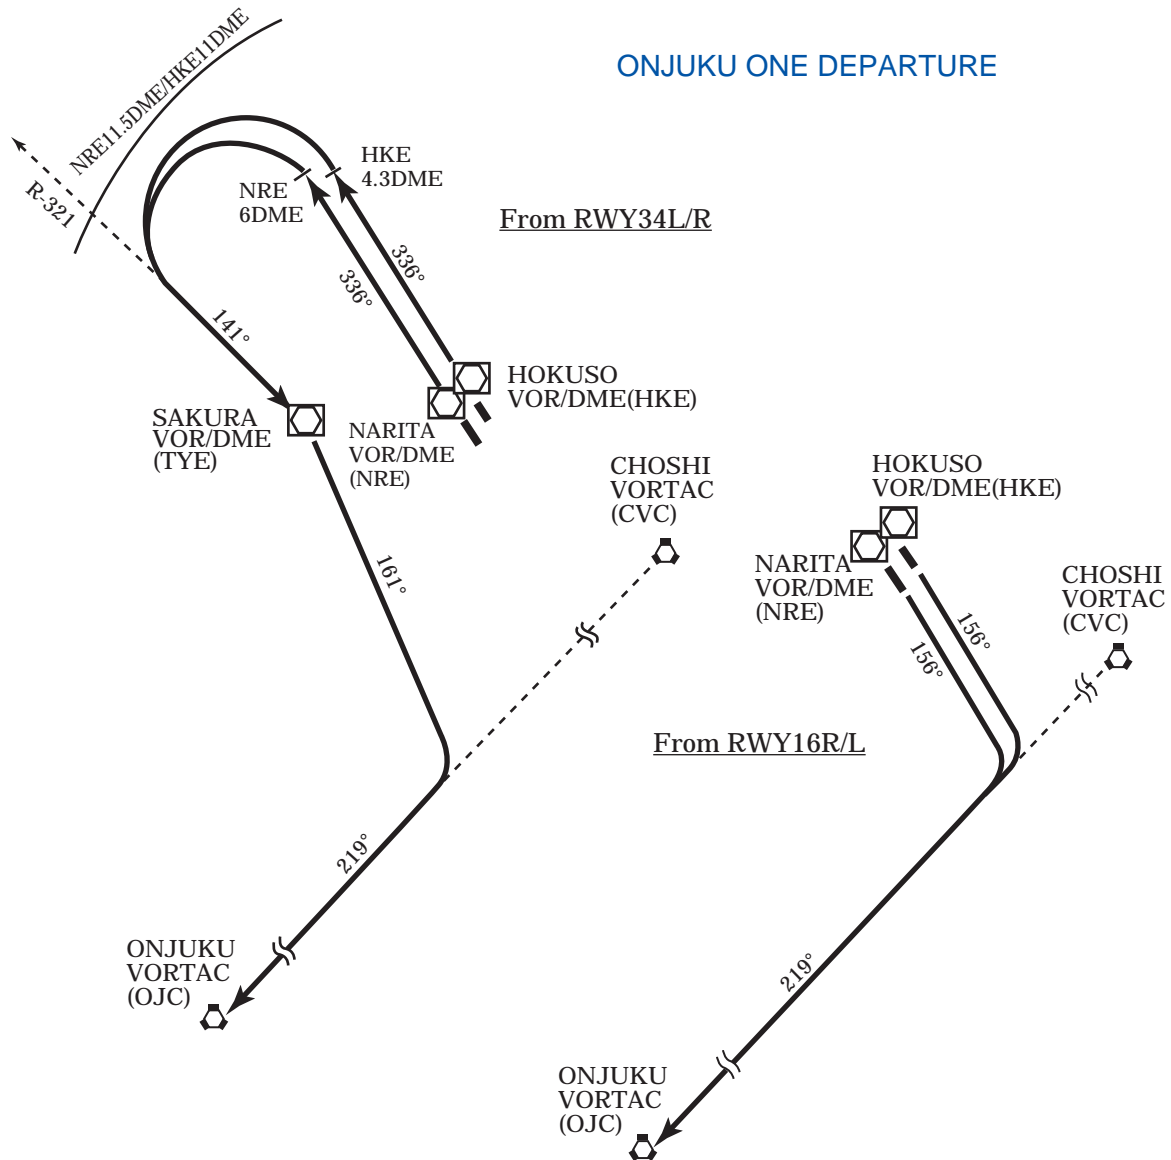 ONJUKU ONE DEPARTURE
NRE11.5DME/HKE11DME
R-321
HKE
4.3DME
NRE
6DME
From RWY34L/R
336°
336°
141°
HOKUSO
VOR/DME(HKE)
SAKURA
VOR/DME
(TYE)
NARITA
VOR/DME
(NRE)
CHOSHI
VORTAC
(CVC)
161°
219°
ONJUKU
VORTAC
(OJC)
HOKUSO
VOR/DME(HKE)
NARITA
VOR/DME
(NRE)
CHOSHI
VORTAC
(CVC)
156°
156°
From RWY16R/L
219°
ONJUKU
VORTAC
(OJC)